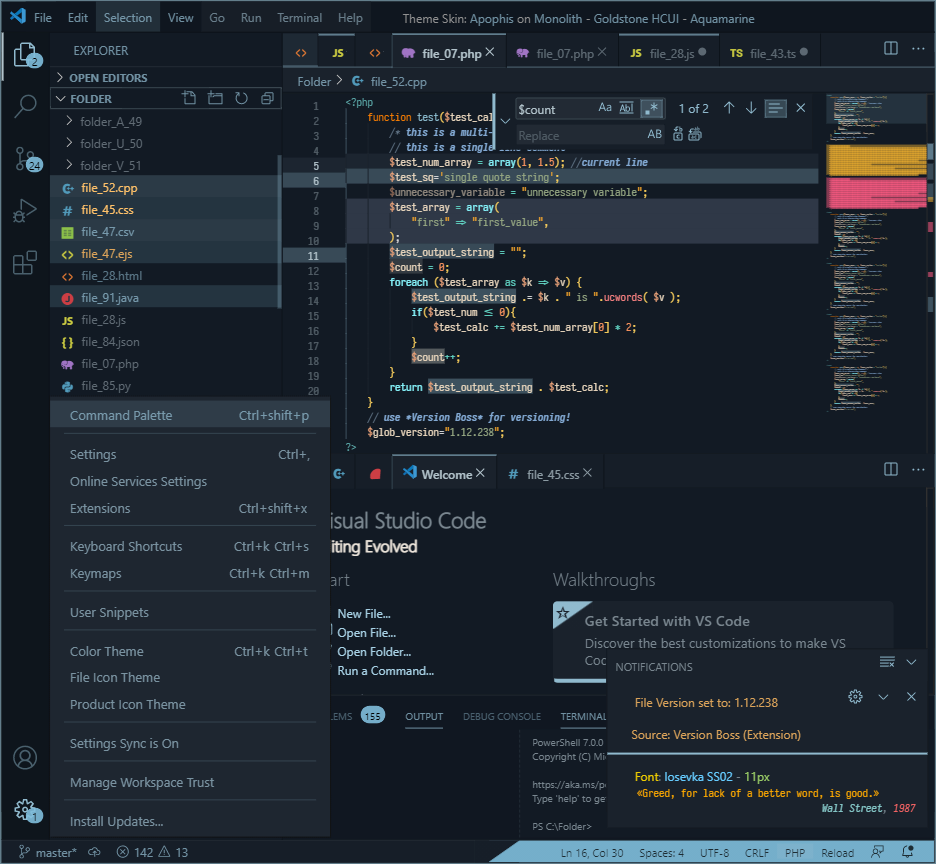 File Edit Selection View Go Run Terminal Help Theme Skin: Apophis on Monolith - Goldstone HCUI - Aquamarine
2
24
1
EXPLORER
OPEN EDITORS
FOLDER
folder_A_49
folder_U_50
folder_V_51
file_52.cpp
file_45.css
file_47.csv
file_47.ejs
file_28.html
file_91.java
file_28.js
file_84.json
file_07.php
file_85.py
JS file_07.php file_07.php JS file_28.js TS file_43.ts
Folder > file_52.cpp
$count Aa Abl .* 1 of 2
Replace AB
1 <?php
2 function test($test_cal
3 /* this is a multi-
4 // this is a single
5 $test_num_array = array(1, 1.5); //current line
6 $test_sq='single quote string';
7 $unnecessary_variable = "unnecessary variable";
8 $test_array = array(
9 "first" => "first_value",
10 );
11 $test_output_string = "";
12 $count = 0;
13 foreach ($test_array as $k => $v) {
14 $test_output_string .= $k . " is ".ucwords( $v );
15 if($test_num ≤ 0){
16 $test_calc += $test_num_array[0] * 2;
17 }
18 $count++;
19 }
20 return $test_output_string . $test_calc;
}
// use *Version Boss* for versioning!
$glob_version="1.12.238";
?>
Command Palette Ctrl+shift+p
Settings Ctrl+,
Online Services Settings
Extensions Ctrl+shift+x
Keyboard Shortcuts Ctrl+k Ctrl+s
Keymaps Ctrl+k Ctrl+m
User Snippets
Color Theme Ctrl+k Ctrl+t
File Icon Theme
Product Icon Theme
Settings Sync is On
Manage Workspace Trust
Install Updates...
Welcome # file_45.css
isual Studio Code
iting Evolved
art
New File...
Open File...
Open Folder...
Run a Command...
Walkthroughs
Get Started with VS Code
Discover the best customizations to make VS
Coc
LEMS 155 OUTPUT DEBUG CONSOLE TERMINAL
PowerShell 7.0.0
Copyright (C) Mi
https://aka.ms/p
Type 'help' to ge
PS C:\Folder>
NOTIFICATIONS
File Version set to: 1.12.238
Source: Version Boss (Extension)
Font: Iosevka SS02 - 11px
«Greed, for lack of a better word, is good.»
Wall Street, 1987
master* 142 13 Ln 16, Col 30 Spaces: 4 UTF-8 CRLF PHP Reload